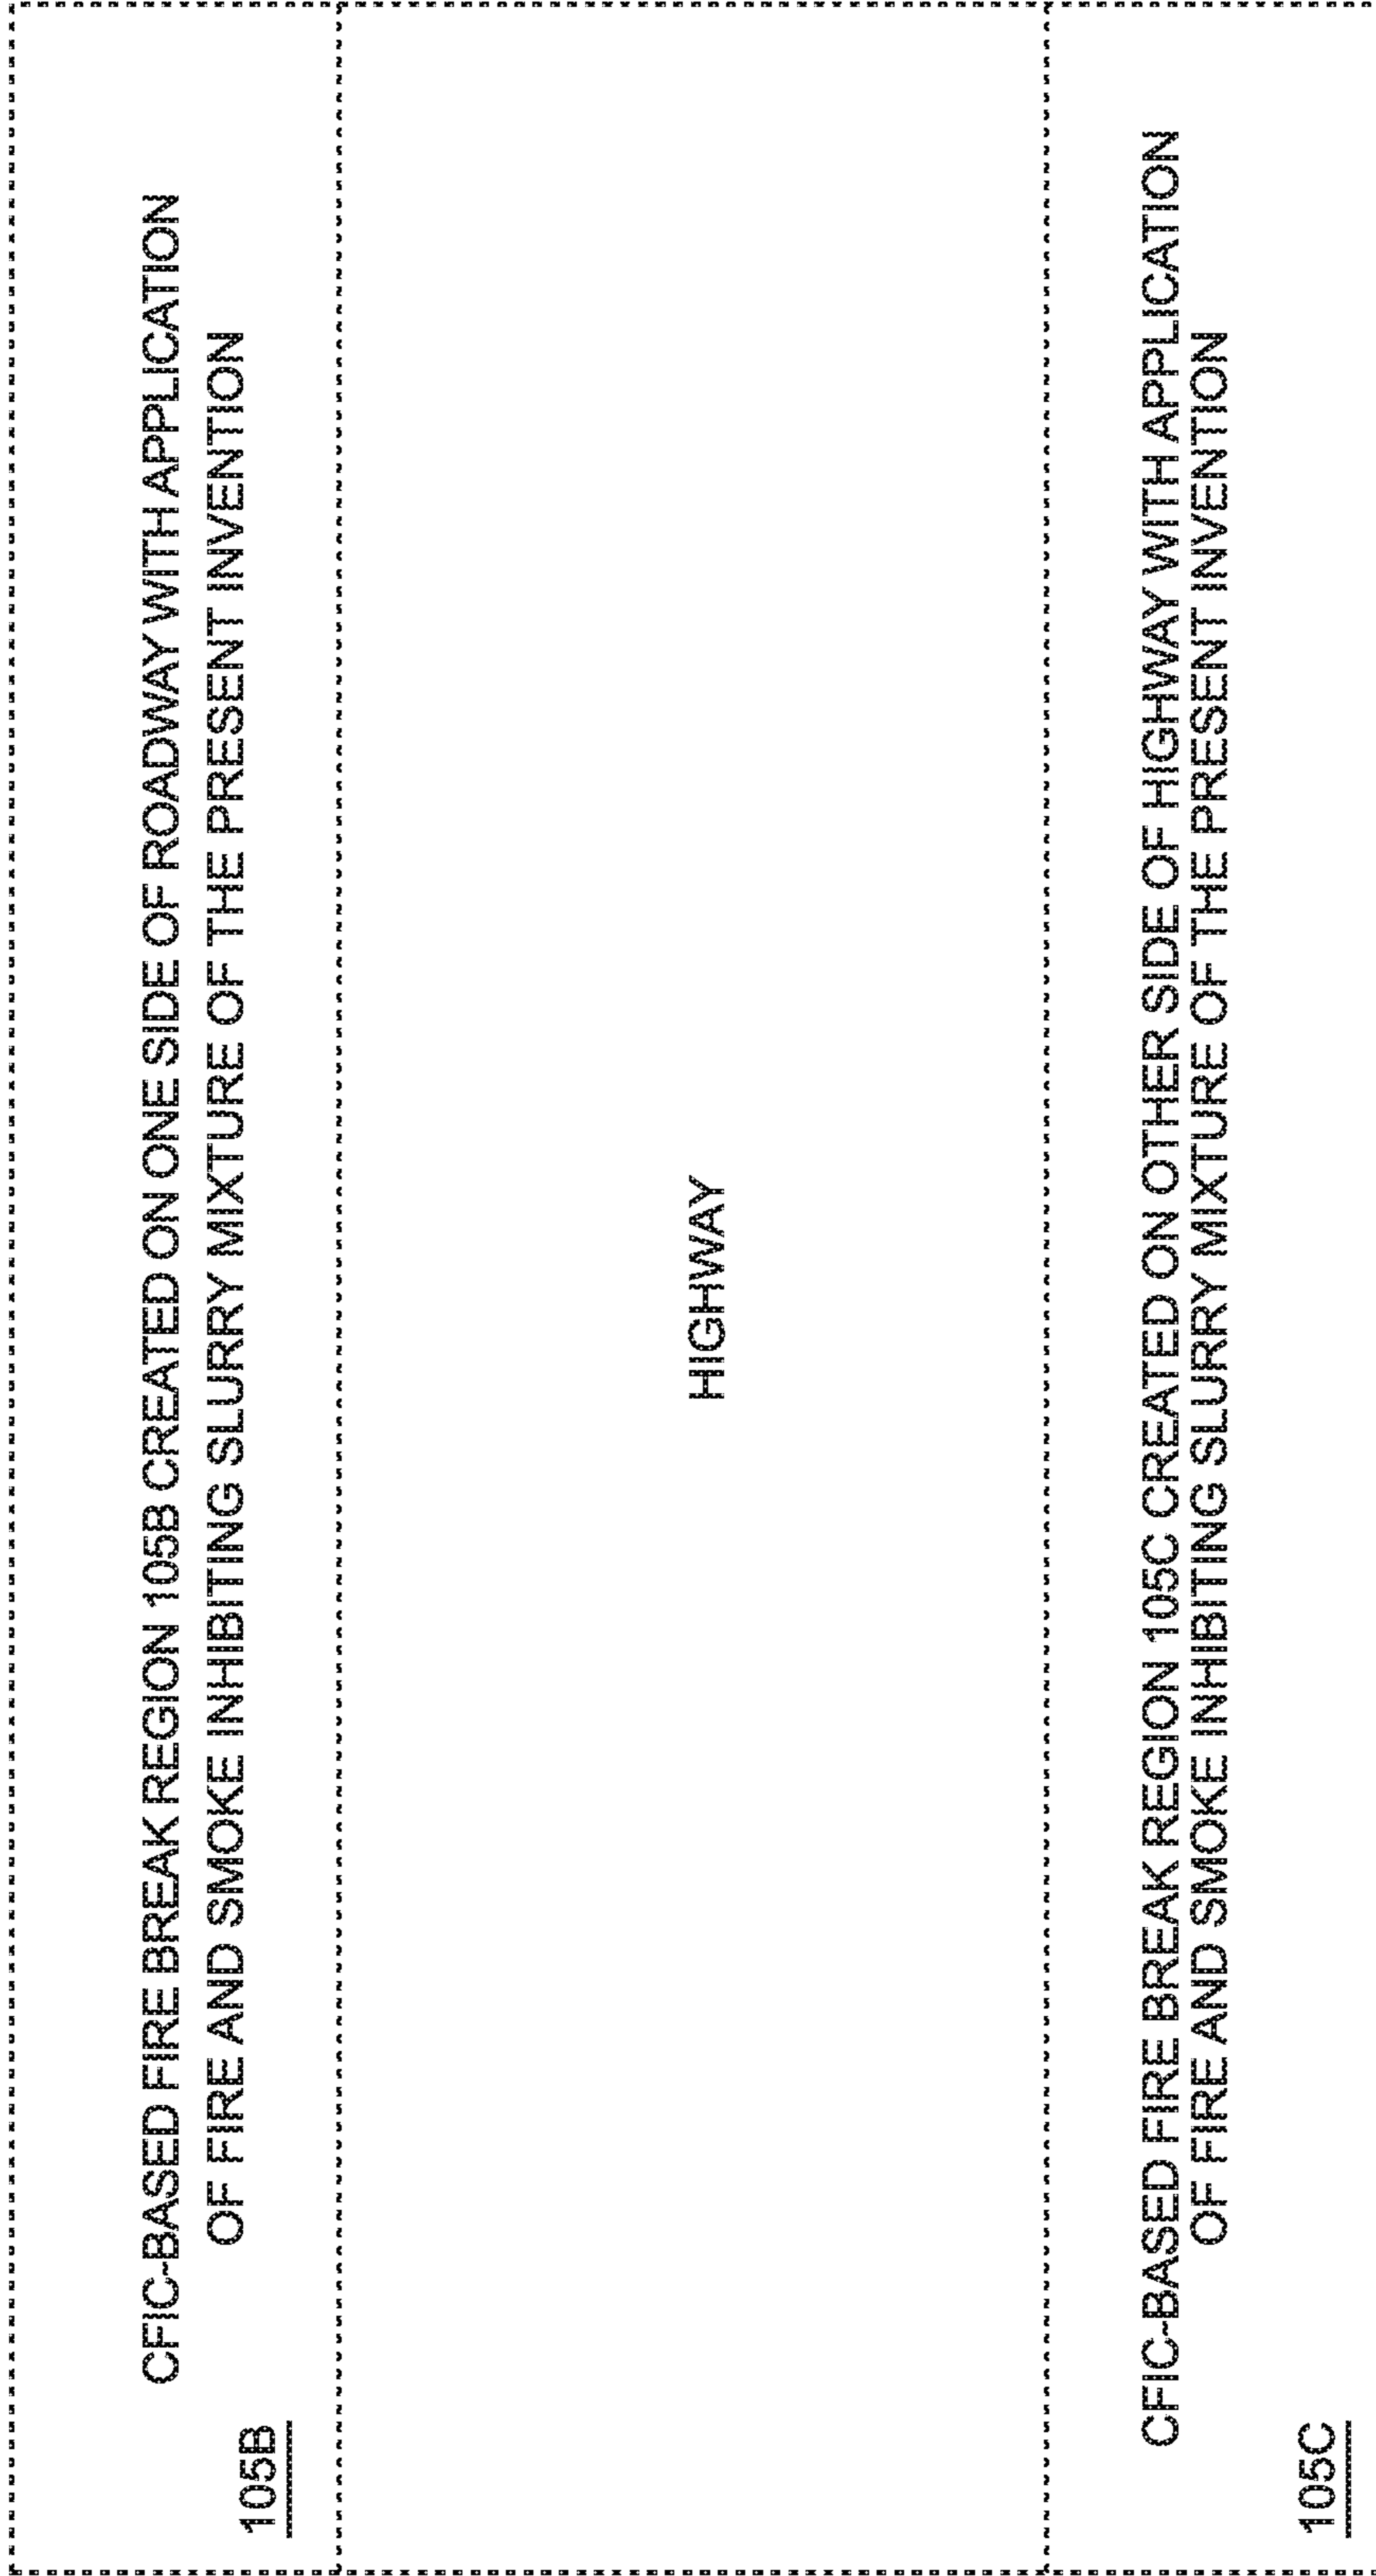 CFIC-BASED FIRE BREAK REGION 105B CREATED ON ONE SIDE OF ROADWAY WITH APPLICATION
OF FIRE AND SMOKE INHIBITING SLURRY MIXTURE OF THE PRESENT INVENTION
105B
HIGHWAY
CFIC-BASED FIRE BREAK REGION 105C CREATED ON OTHER SIDE OF HIGHWAY WITH APPLICATION
OF FIRE AND SMOKE INHIBITING SLURRY MIXTURE OF THE PRESENT INVENTION
105C